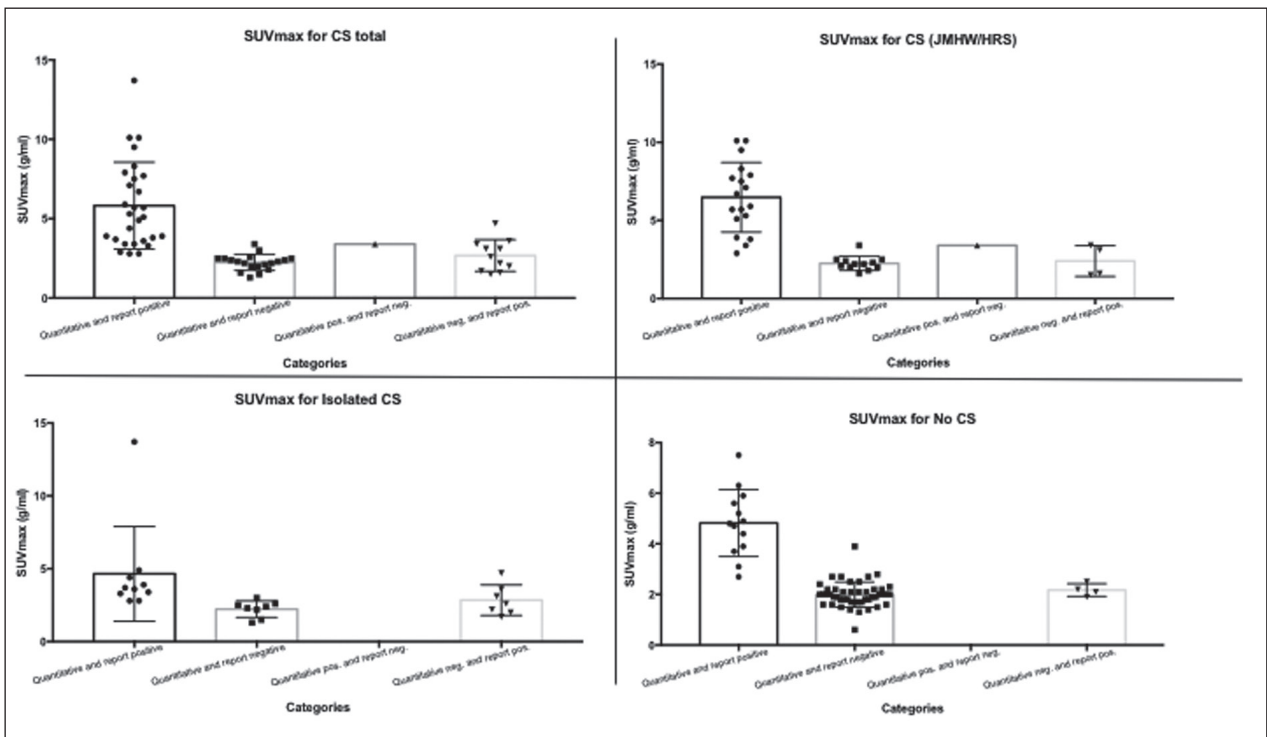 SUVmax for CS total
15
10
5
0
SUVmax (g/ml)
Quantitative and report positive
Quantitative and report negative
Quantitative pos. and report neg.
Quantitative neg. and report pos.
Categories
SUVmax for CS (JMHW/HRS)
15
10
5
0
SUVmax (g/ml)
Quantitative and report positive
Quantitative and report negative
Quantitative pos. and report neg.
Quantitative neg. and report pos.
Categories
SUVmax for Isolated CS
15
10
5
0
SUVmax (g/ml)
Quantitative and report positive
Quantitative and report negative
Quantitative pos. and report neg.
Quantitative neg. and report pos.
Categories
SUVmax for No CS
8
6
4
2
0
SUVmax (g/ml)
Quantitative and report positive
Quantitative and report negative
Quantitative pos. and report neg.
Quantitative neg. and report pos.
Categories